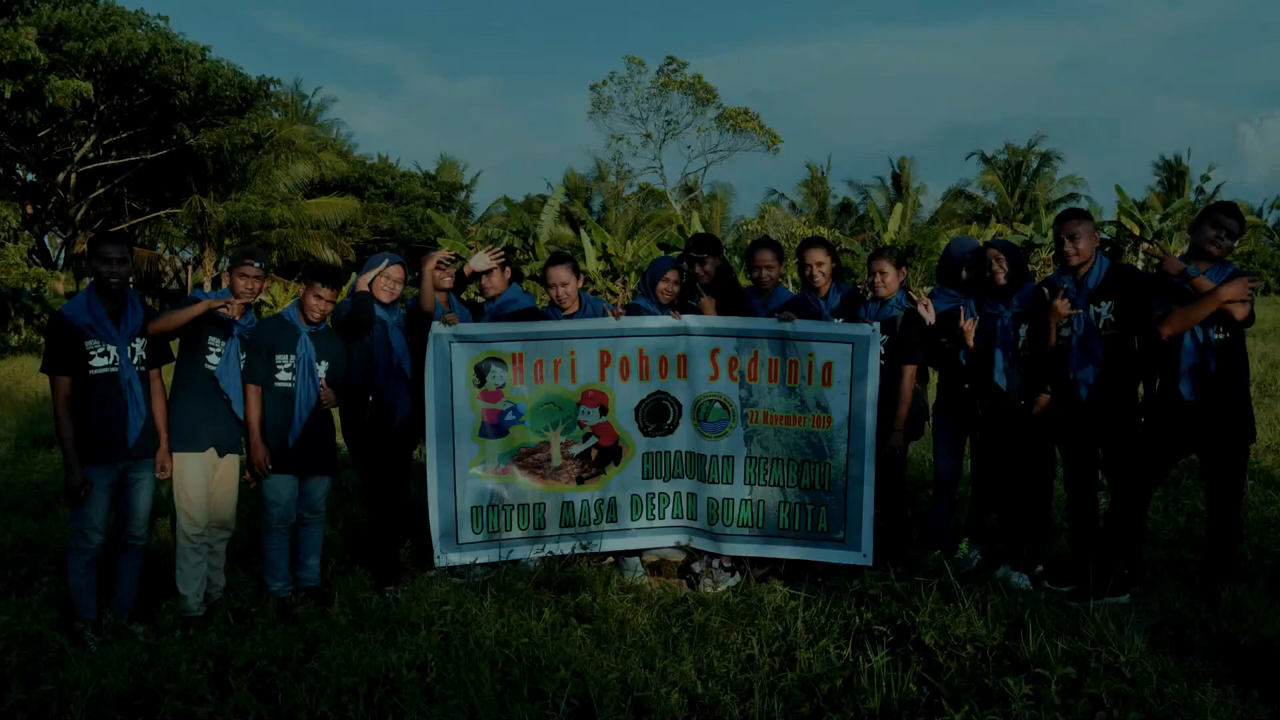 Hari Pohon Sedunia
22 November 2019
HIJAUKAN KEMBALI
UNTUK MASA DEPAN BUMI KITA